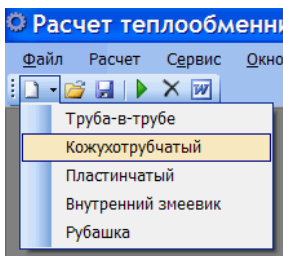 Расчет теплообменни
Файл Расчет Сервис Окно
Труба-в-трубе
Кожухотрубчатый
Пластинчатый
Внутренний змеевик
Рубашка